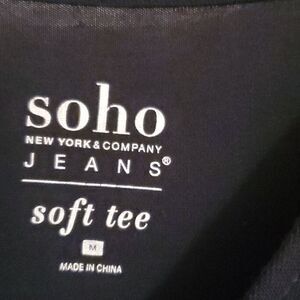 soho
NEW YORK & COMPANY
JEANS®
soft tee
M
MADE IN CHINA